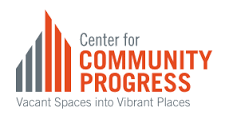 Center for
COMMUNITY
PROGRESS
Vacant Spaces into Vibrant Places